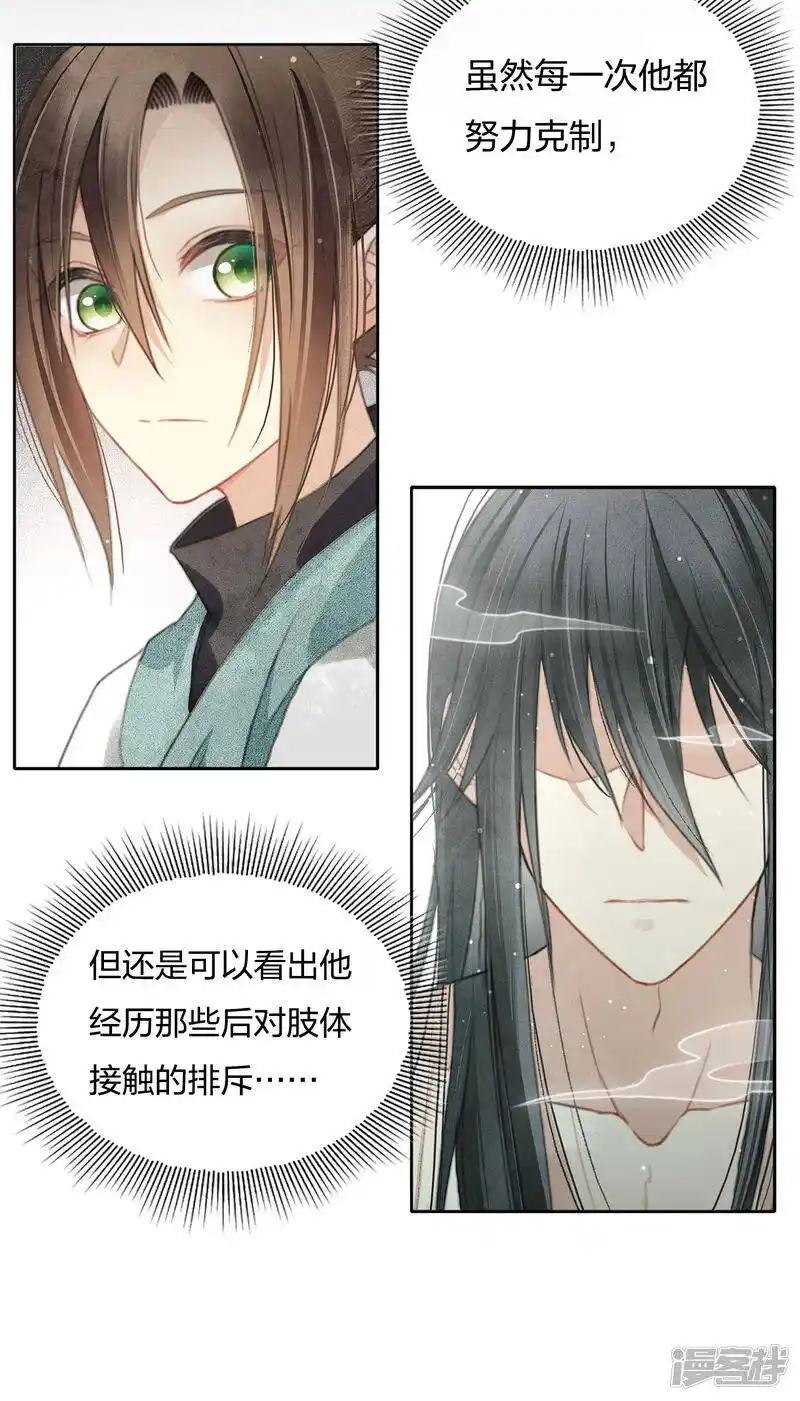 虽然每一次他都
努力克制，
但还是可以看出他
经历那些后对肢体
接触的排斥……
漫客栈